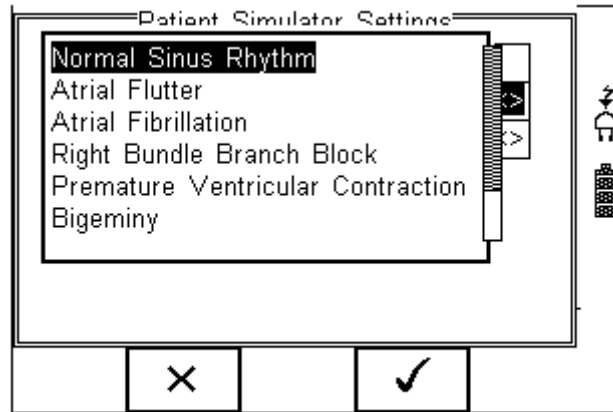 Patient Simulator Settings
Normal Sinus Rhythm
Atrial Flutter
Atrial Fibrillation
Right Bundle Branch Block
Premature Ventricular Contraction
Bigeminy
<>
<>